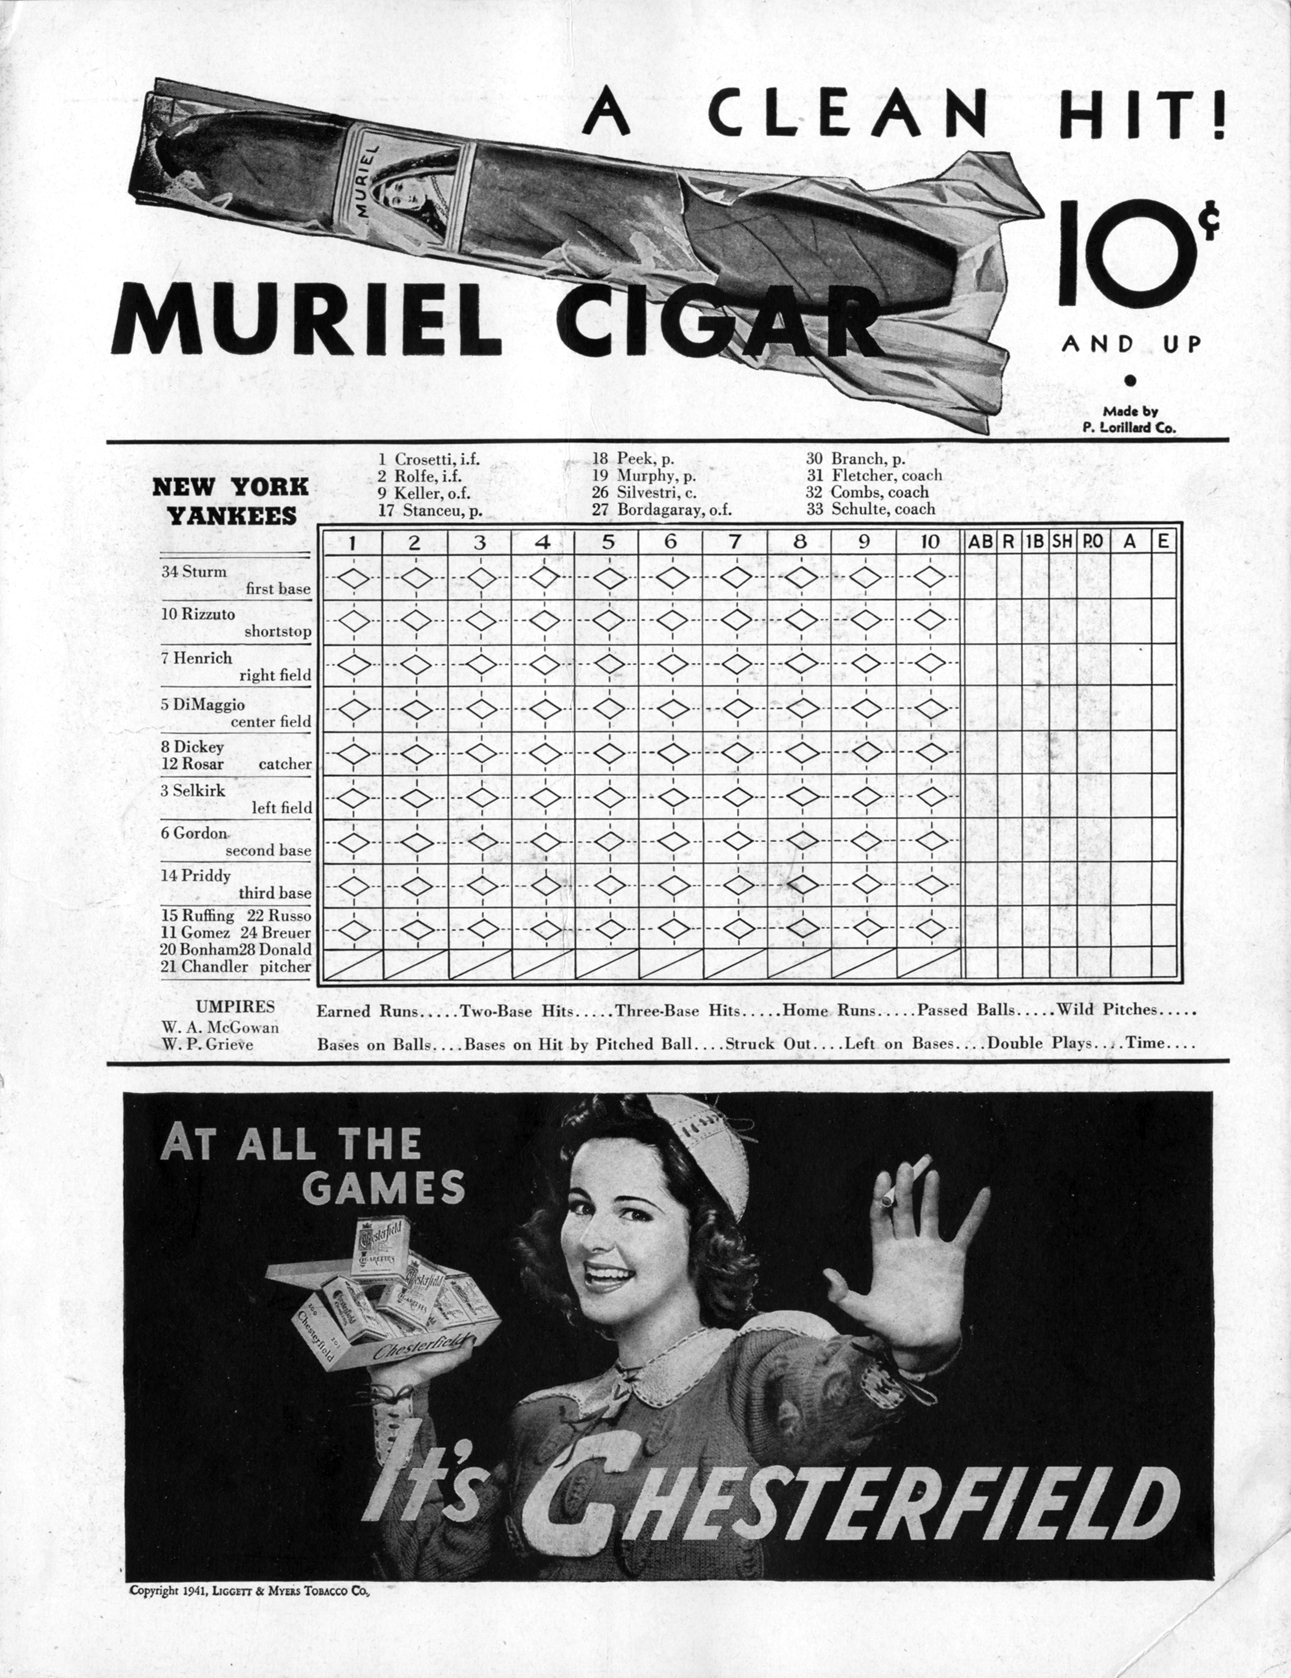 A CLEAN HIT!
MURIEL
10¢
MURIEL CIGAR
AND UP
Made by
P. Lorillard Co.
NEW YORK
YANKEES
1 Crosetti, i.f.
2 Rolfe, i.f.
9 Keller, o.f.
17 Stanceu, p.
18 Peek, p.
19 Murphy, p.
26 Silvestri, c.
27 Bordagaray, o.f.
30 Branch, p.
31 Fletcher, coach
32 Combs, coach
33 Schulte, coach
1 2 3 4 5 6 7 8 9 10 AB R 1B SH P.O A E
34 Sturm
first base
10 Rizzuto
shortstop
7 Henrich
right field
5 DiMaggio
center field
8 Dickey
12 Rosar catcher
3 Selkirk
left field
6 Gordon
second base
14 Priddy
third base
15 Ruffing 22 Russo
11 Gomez 24 Breuer
20 Bonham 28 Donald
21 Chandler pitcher
UMPIRES
W. A. McGowan
W. P. Grieve
Earned Runs.....Two-Base Hits.....Three-Base Hits.....Home Runs.....Passed Balls.....Wild Pitches.....
Bases on Balls....Bases on Hit by Pitched Ball....Struck Out....Left on Bases....Double Plays....Time....
AT ALL THE
GAMES
Chesterfield
CIGARETTES
Chesterfield
Chesterfield
CIGARETTES
Chesterfield
Chesterfield
It's CHESTERFIELD
Copyright 1941, LIGGETT & MYERS TOBACCO CO.